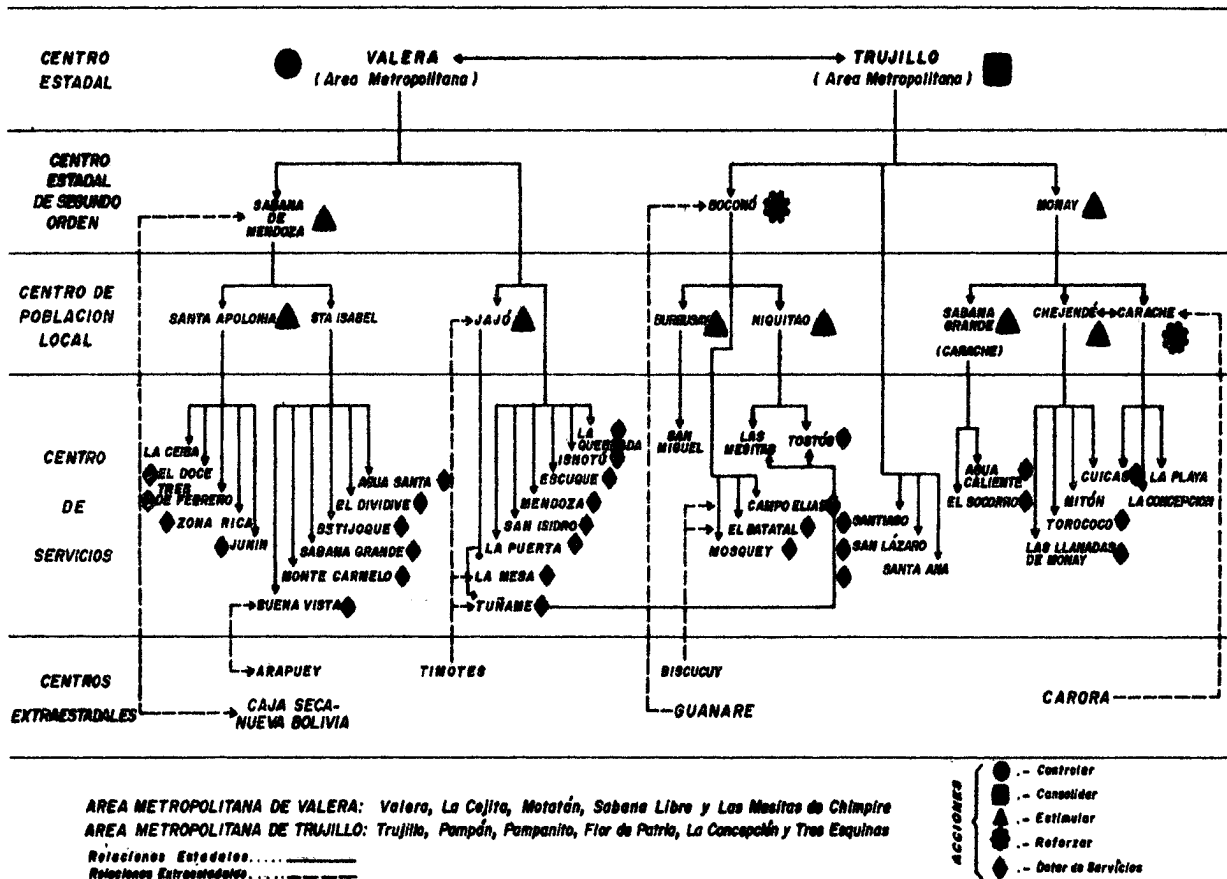 CENTRO
ESTADAL
VALERA
(Area Metropolitana)
TRUJILLO
(Area Metropolitana)
CENTRO
ESTADAL
DE SEGUNDO
ORDEN
SABANA
DE
MENDOZA
BOCONÓ
MONAY
CENTRO DE
POBLACION
LOCAL
SANTA APOLONIA
STA ISABEL
JAJÓ
BURBUSAY
NIQUITAO
SABANA
GRANDE
(CARACHE)
CHEJENDÉ
CARACHE
CENTRO
DE
SERVICIOS
LA CEIBA
EL DOCE
TRES
DE FEBRERO
ZONA RICA
JUNIN
AGUA SANTA
EL DIVIDIVE
BETIJOQUE
SABANA GRANDE
MONTE CARMELO
BUENA VISTA
LA
QUEBRADA
ISNOTÚ
ESCUQUE
MENDOZA
SAN ISIDRO
LA PUERTA
LA MESA
TUÑAME
SAN
MIGUEL
LAS
MESITAS
TOSTÓS
CAMPO ELIAS
EL BATATAL
MOSQUEY
SANTIAGO
SAN LÁZARO
SANTA ANA
AGUA
CALIENTE
EL SOCORRO
CUICAS
MITÓN
TOROCOCO
LAS LLANADAS
DE MONAY
LA PLAYA
LA CONCEPCION
CENTROS
EXTRAESTADALES
ARAPUEY
CAJA SECA-
NUEVA BOLIVIA
TIMOTES
BISCUCUY
GUANARE
CARORA
AREA METROPOLITANA DE VALERA: Valera, La Cejita, Motatán, Sabana Libre y Las Mesitas de Chimpire
AREA METROPOLITANA DE TRUJILLO: Trujillo, Pampán, Pampanito, Flor de Patria, La Concepción y Tres Esquinas
Relaciones Estadales.....
Relaciones Extraestadales....
ACCIONES
.- Controlar
.- Consolidar
.- Estimular
.- Reforzar
.- Dotar de Servicios